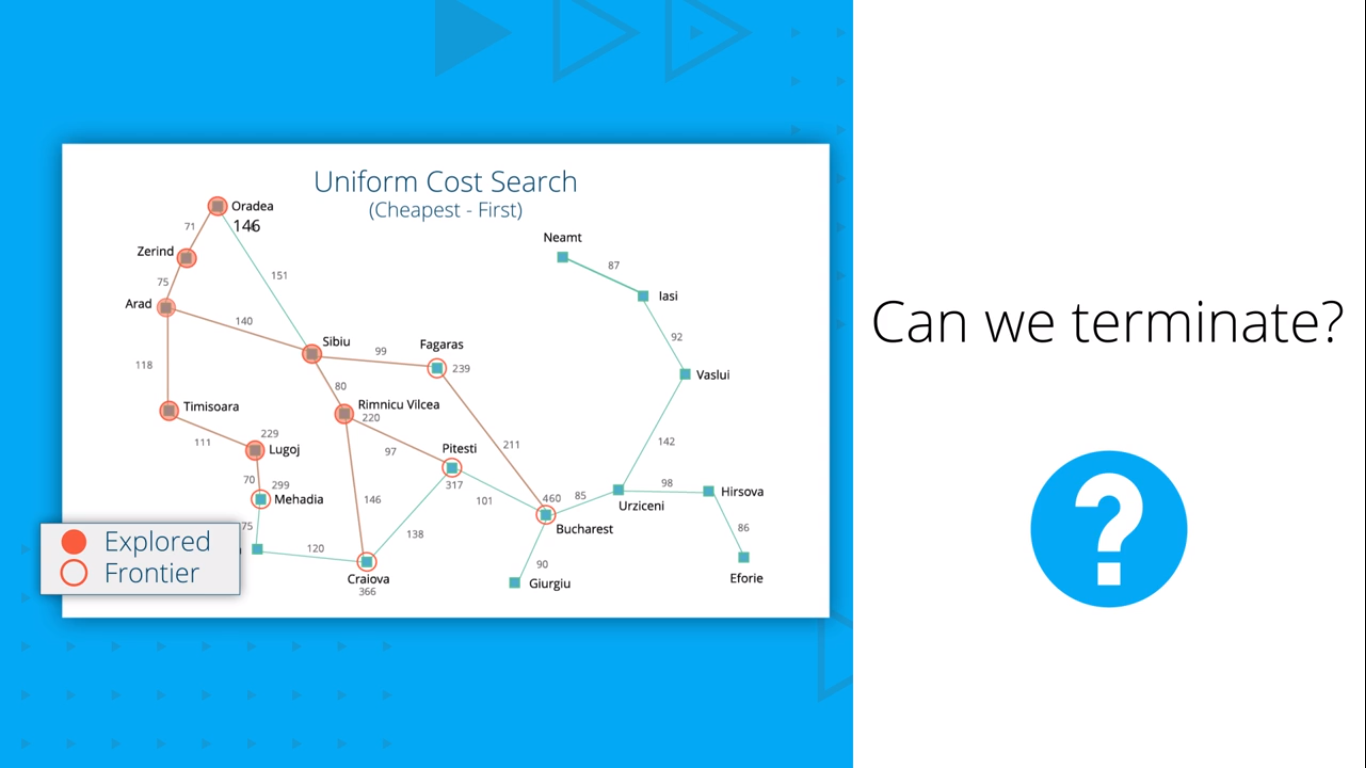 Uniform Cost Search
(Cheapest - First)
Oradea
146
71
Zerind
75
151
Arad
140
118
Sibiu
99
Fagaras
239
80
Rimnicu Vilcea
220
Timisoara
111
229
Lugoj
97
Pitesti
317
211
70
299
Mehadia
146
101
75
120
138
Craiova
366
460
Bucharest
85
90
Giurgiu
Neamt
87
Iasi
92
Vaslui
142
Urziceni
98
Hirsova
86
Eforie
Explored
Frontier
Can we terminate?
?